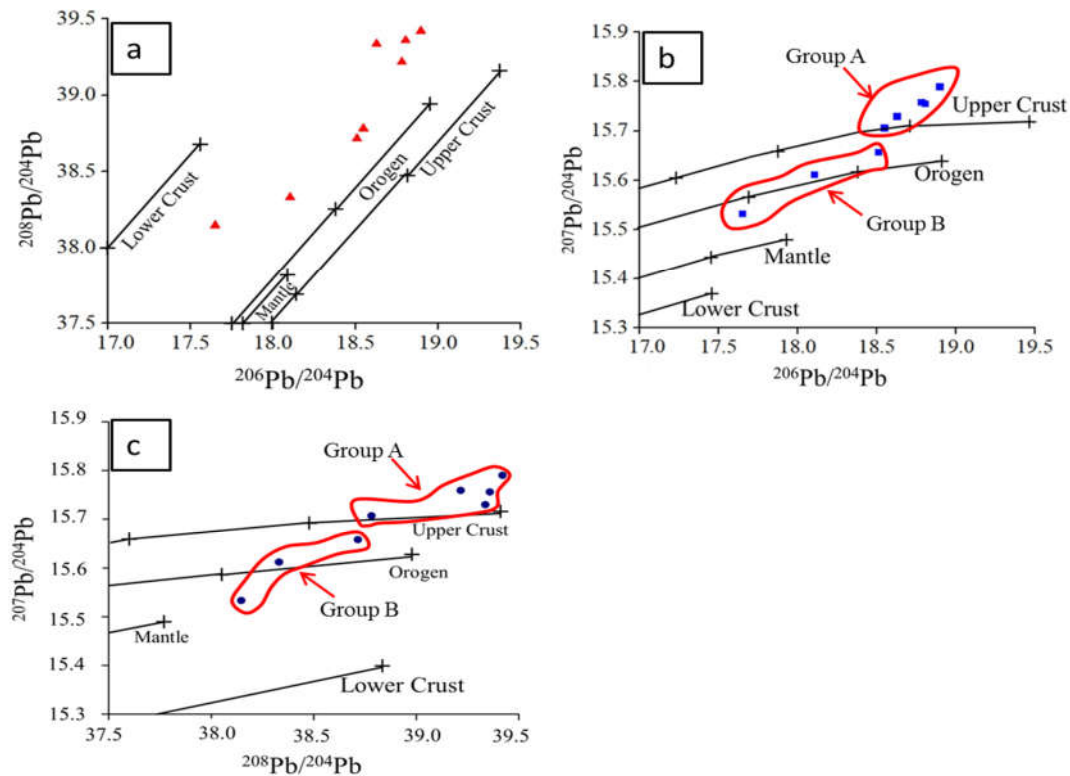 a
39.5
39.0
38.5
38.0
37.5
208Pb/204Pb
Lower Crust
Orogen
Upper Crust
Mantle
17.0 17.5 18.0 18.5 19.0 19.5
206Pb/204Pb
b
15.9
15.8
15.7
15.6
15.5
15.4
15.3
207Pb/204Pb
Group A
Upper Crust
Orogen
Group B
Mantle
Lower Crust
17.0 17.5 18.0 18.5 19.0 19.5
206Pb/204Pb
c
15.9
15.8
15.7
15.6
15.5
15.4
15.3
207Pb/204Pb
Group A
Upper Crust
Orogen
Group B
Mantle
Lower Crust
37.5 38.0 38.5 39.0 39.5
208Pb/204Pb